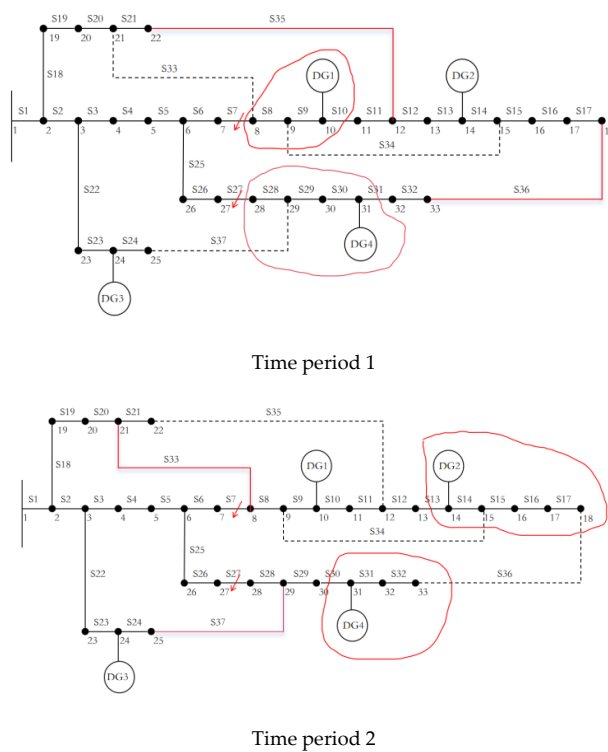 S19 S20 S21 S35
19 20 21 22
DG1 DG2
S18 S33
S1 S2 S3 S4 S5 S6 S7 S8 S9 S10 S11 S12 S13 S14 S15 S16 S17
1 2 3 4 5 6 7 8 9 10 11 12 13 14 15 16 17 1
S34
S25
S22 S26 S27 S28 S29 S30 S31 S32 S36
26 27 28 29 30 31 32 33
S23 S24 S37
23 24 25
DG4
DG3
Time period 1
S19 S20 S21 S35
19 20 21 22
DG1 DG2
S18 S33
S1 S2 S3 S4 S5 S6 S7 S8 S9 S10 S11 S12 S13 S14 S15 S16 S17
1 2 3 4 5 6 7 8 9 10 11 12 13 14 15 16 17 18
S34
S25
S22 S26 S27 S28 S29 S30 S31 S32 S36
26 27 28 29 30 31 32 33
S23 S24 S37
23 24 25
DG4
DG3
Time period 2